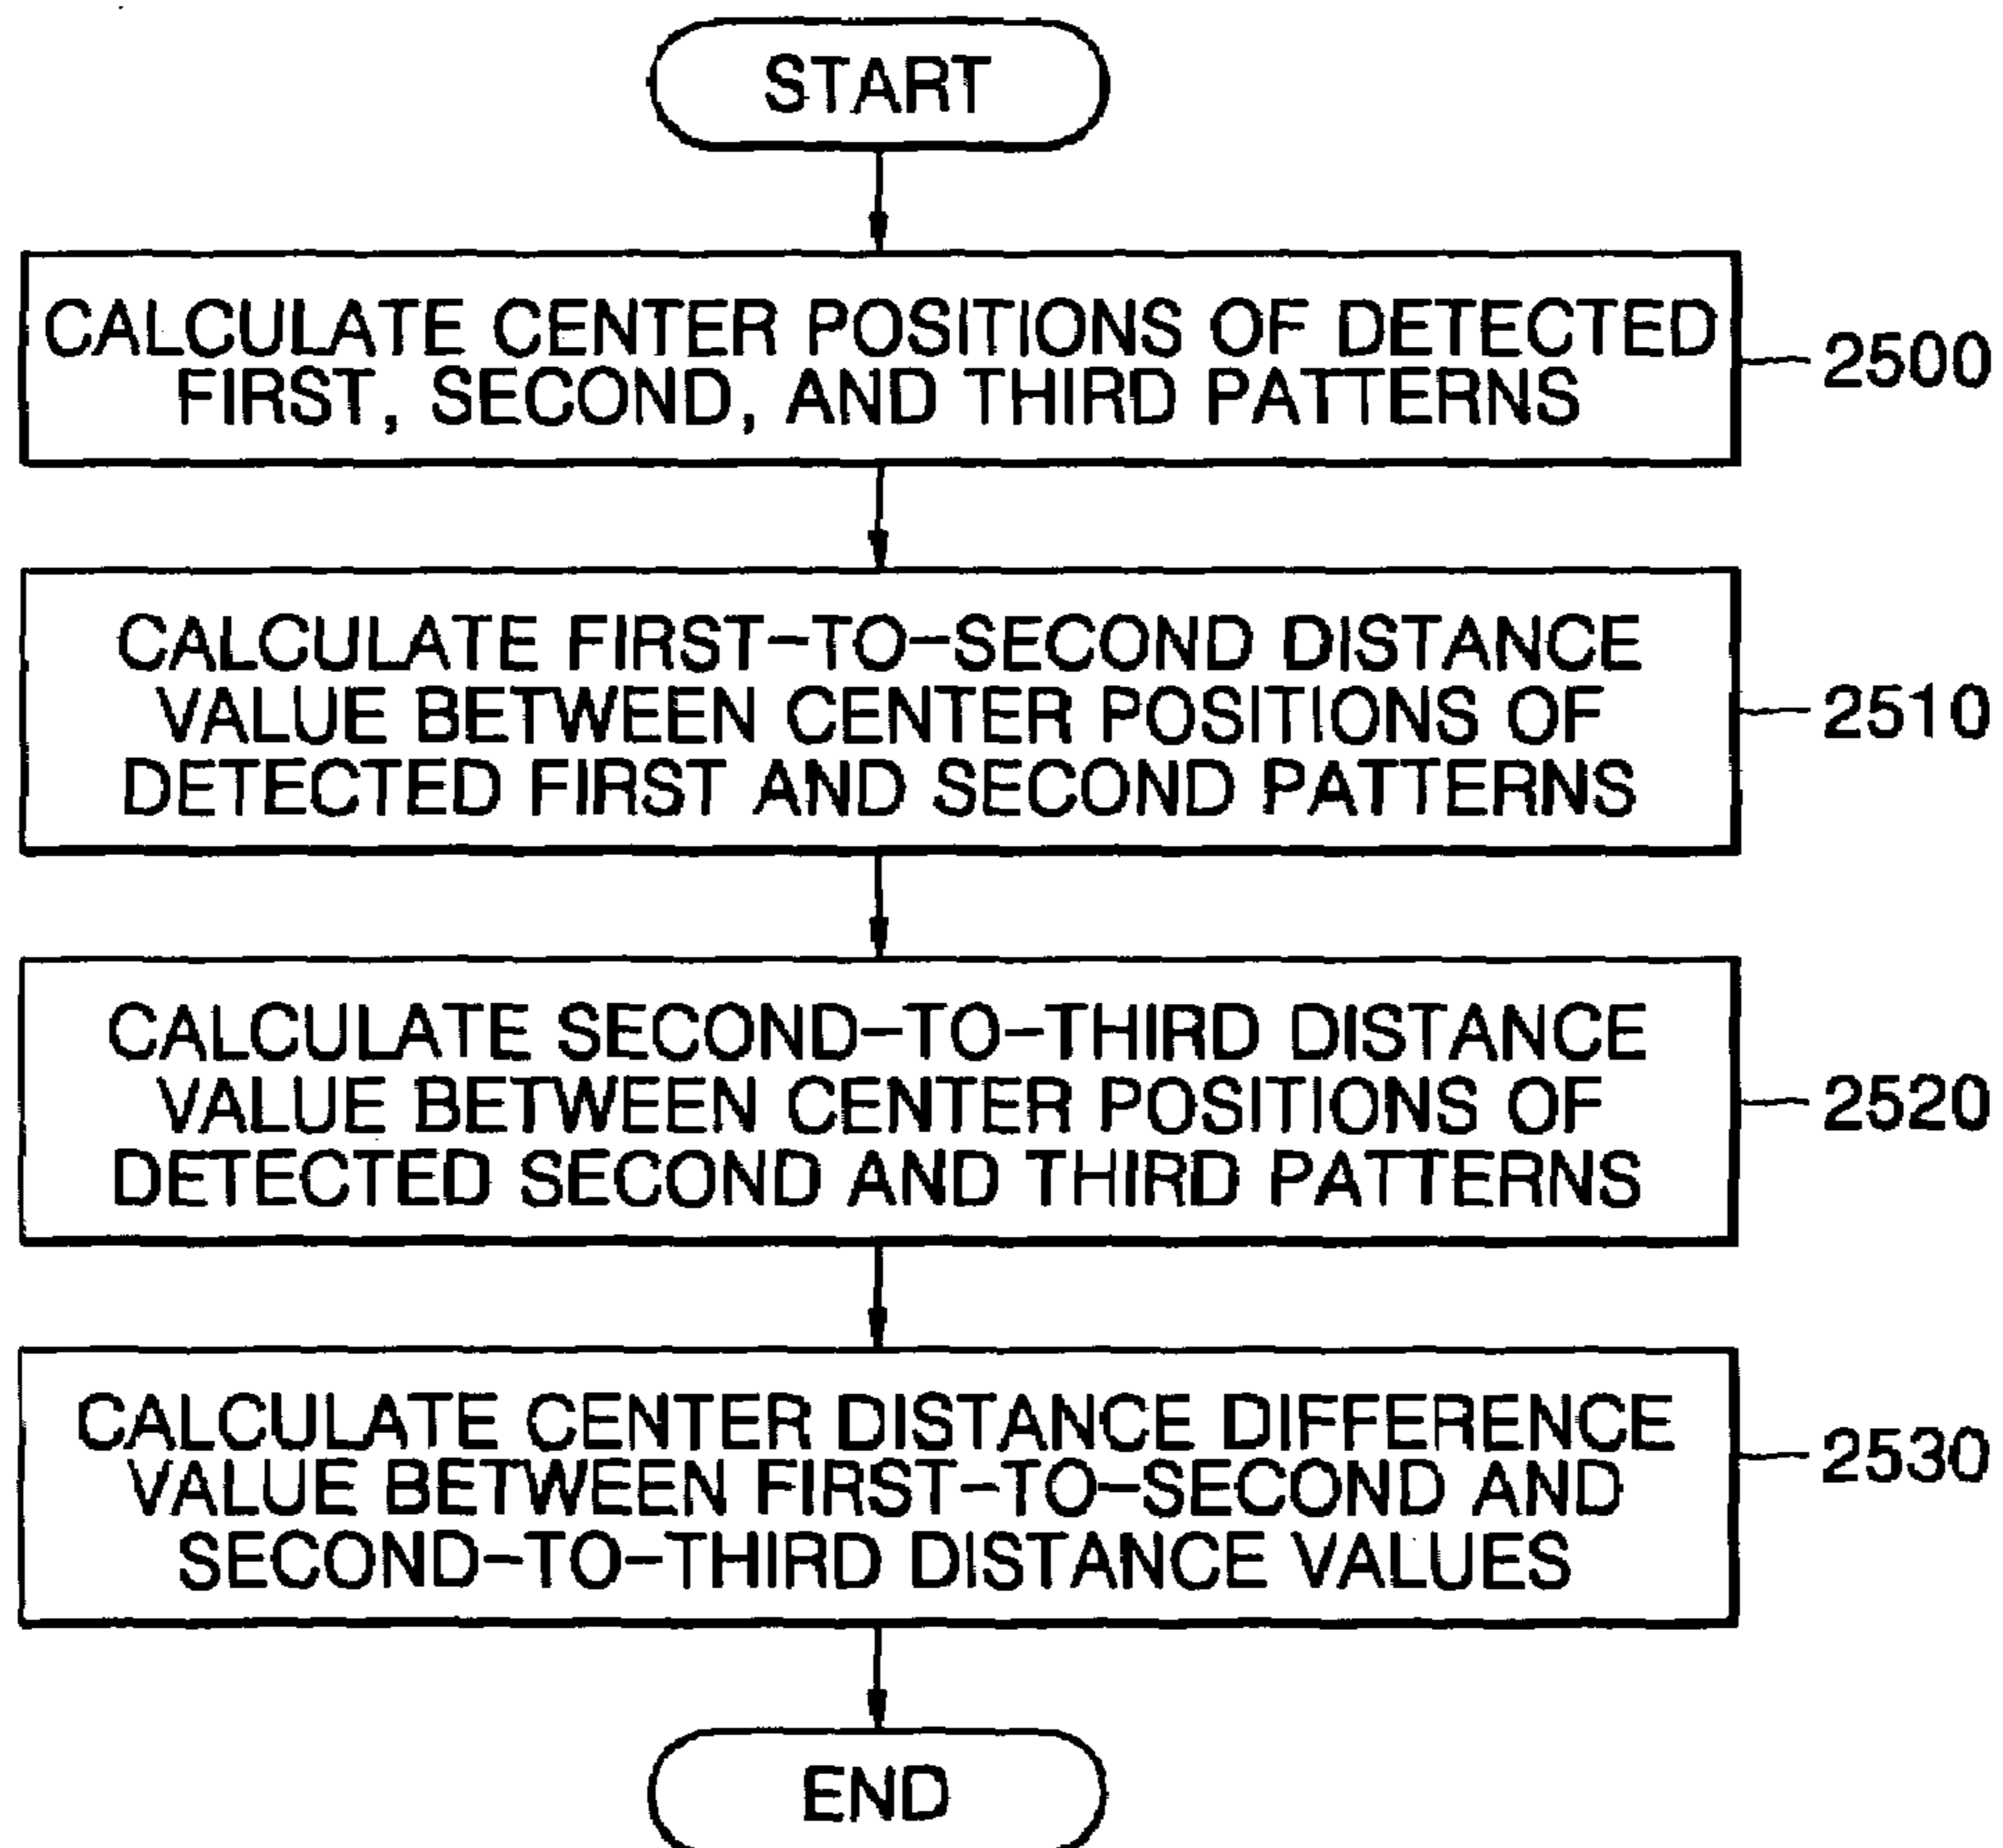 START
CALCULATE CENTER POSITIONS OF DETECTED
FIRST, SECOND, AND THIRD PATTERNS
2500
CALCULATE FIRST-TO-SECOND DISTANCE
VALUE BETWEEN CENTER POSITIONS OF
DETECTED FIRST AND SECOND PATTERNS
2510
CALCULATE SECOND-TO-THIRD DISTANCE
VALUE BETWEEN CENTER POSITIONS OF
DETECTED SECOND AND THIRD PATTERNS
2520
CALCULATE CENTER DISTANCE DIFFERENCE
VALUE BETWEEN FIRST-TO-SECOND AND
SECOND-TO-THIRD DISTANCE VALUES
2530
END